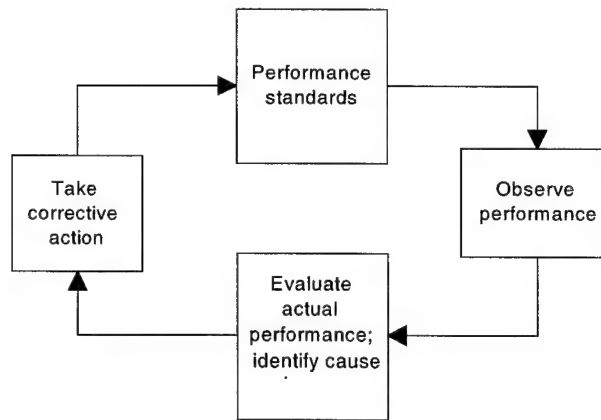 Performance
standards
Observe
performance
Evaluate
actual
performance;
identify cause
Take
corrective
action